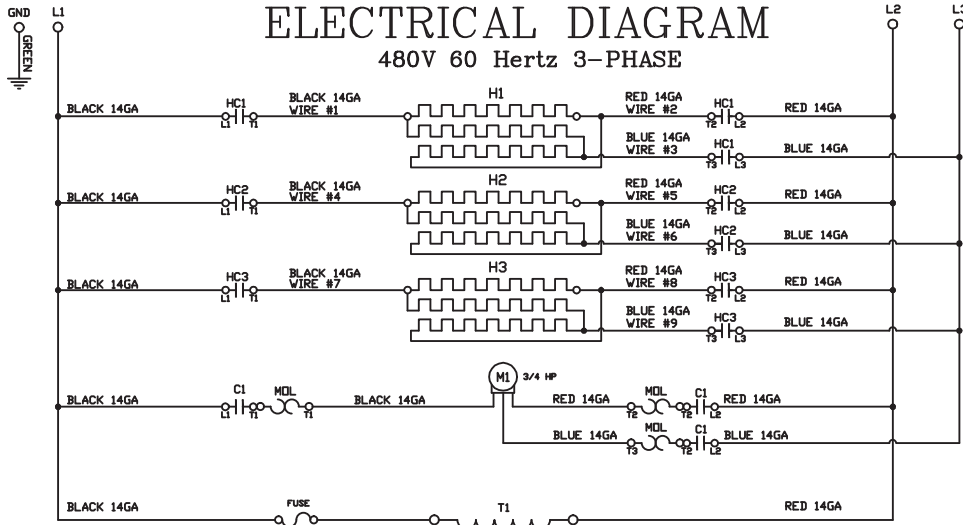 ELECTRICAL DIAGRAM
480V 60 Hertz 3-PHASE
GND
L1
L2
L3
GREEN
BLACK 14GA
HC1
L1
T1
BLACK 14GA
WIRE #1
H1
RED 14GA
WIRE #2
HC1
T2
L2
RED 14GA
BLUE 14GA
WIRE #3
HC1
T3
L3
BLUE 14GA
BLACK 14GA
HC2
L1
T1
BLACK 14GA
WIRE #4
H2
RED 14GA
WIRE #5
HC2
T2
L2
RED 14GA
BLUE 14GA
WIRE #6
HC2
T3
L3
BLUE 14GA
BLACK 14GA
HC3
L1
T1
BLACK 14GA
WIRE #7
H3
RED 14GA
WIRE #8
HC3
T2
L2
RED 14GA
BLUE 14GA
WIRE #9
HC3
T3
L3
BLUE 14GA
BLACK 14GA
C1
L1
T1
MOL
T1
BLACK 14GA
M1
3/4 HP
RED 14GA
T2
MOL
T2
C1
L2
RED 14GA
BLUE 14GA
T3
MOL
T2
C1
L2
BLUE 14GA
BLACK 14GA
FUSE
T1
RED 14GA